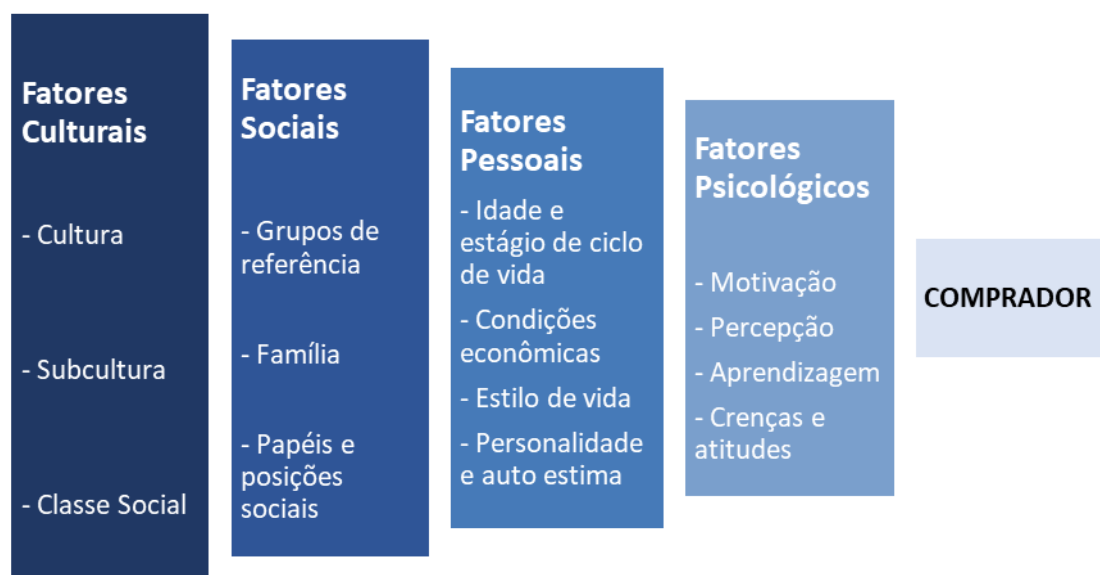 Fatores
Culturais
- Cultura
- Subcultura
- Classe Social
Fatores
Sociais
- Grupos de
referência
- Família
- Papéis e
posições
sociais
Fatores
Pessoais
- Idade e
estágio de ciclo
de vida
- Condições
econômicas
- Estilo de vida
- Personalidade
e auto estima
Fatores
Psicológicos
- Motivação
- Percepção
- Aprendizagem
- Crenças e
atitudes
COMPRADOR